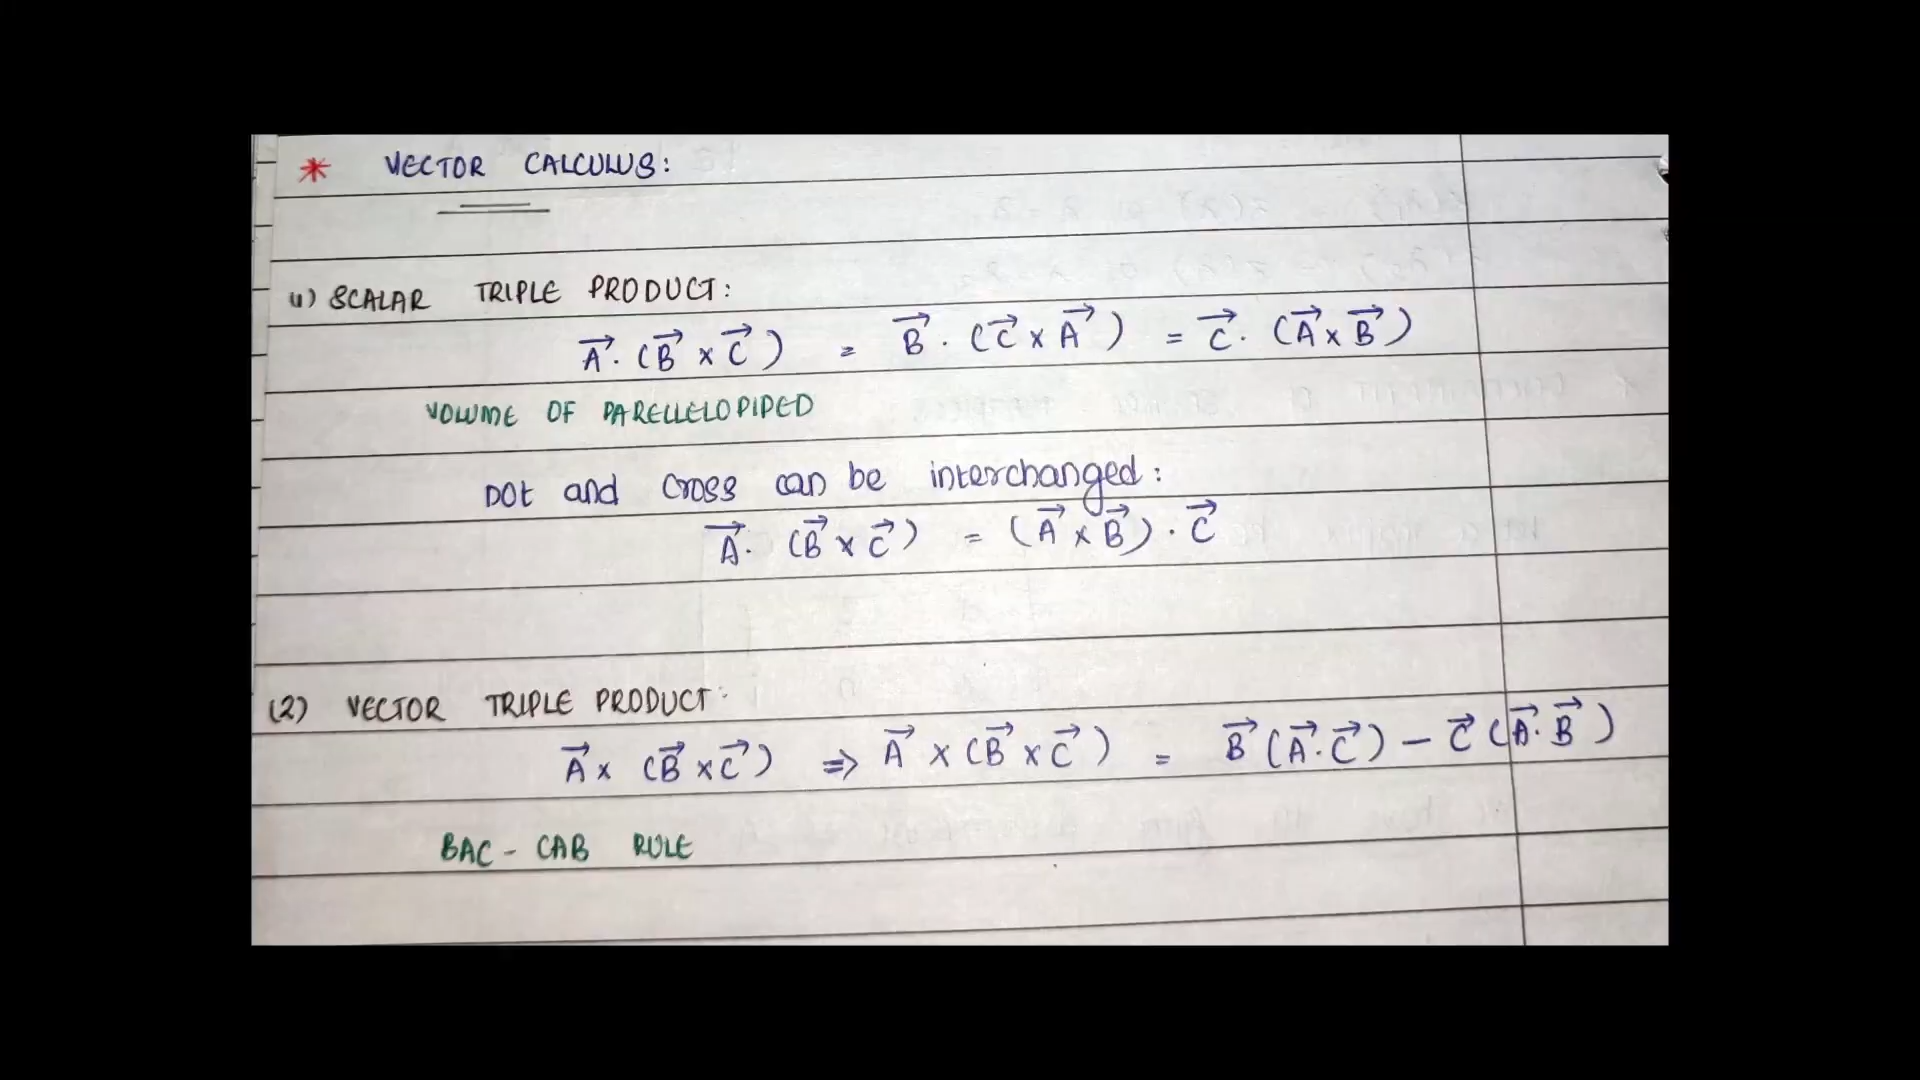 * VECTOR CALCULUS:
(1) SCALAR TRIPLE PRODUCT:
A⃗ · (B⃗ × C⃗) = B⃗ · (C⃗ × A⃗) = C⃗ · (A⃗ × B⃗)
VOLUME OF PARELLELOPIPED
DOt and cross can be interchanged:
A⃗ · (B⃗ × C⃗) = (A⃗ × B⃗) · C⃗
(2) VECTOR TRIPLE PRODUCT:
A⃗ × (B⃗ × C⃗) ⇒ A⃗ × (B⃗ × C⃗) = B⃗ (A⃗ · C⃗) − C⃗ (A⃗ · B⃗)
BAC - CAB RULE